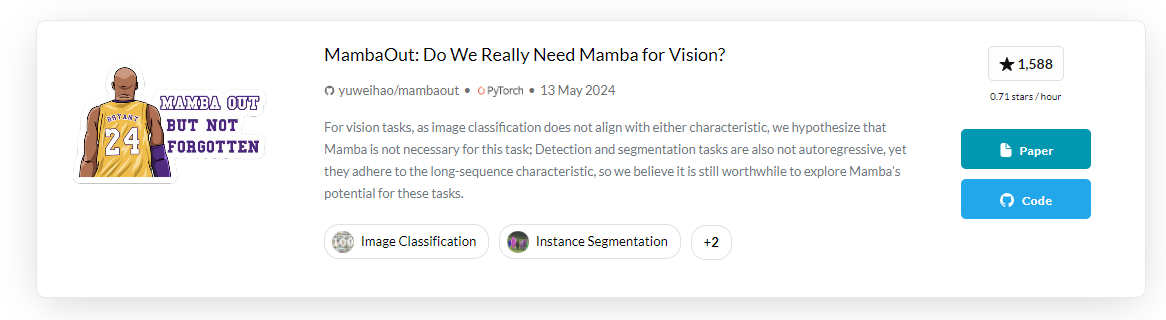 MambaOut: Do We Really Need Mamba for Vision?
yuweihao/mambaout • PyTorch • 13 May 2024
For vision tasks, as image classification does not align with either characteristic, we hypothesize that
Mamba is not necessary for this task; Detection and segmentation tasks are also not autoregressive, yet
they adhere to the long-sequence characteristic, so we believe it is still worthwhile to explore Mamba's
potential for these tasks.
Image Classification
Instance Segmentation
+2
MAMBA OUT
BUT NOT
FORGOTTEN
BRYANT
24
1,588
0.71 stars / hour
Paper
Code